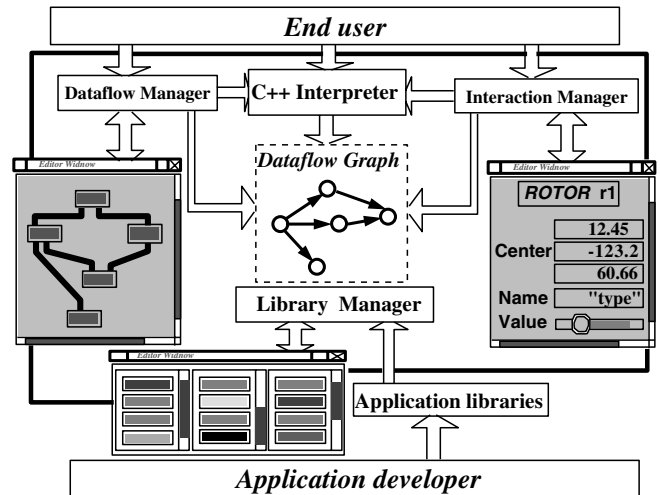 End user
Dataflow Manager
C++ Interpreter
Interaction Manager
Dataflow Graph
Editor Widnow
Editor Widnow
ROTOR r1
12.45
Center -123.2
60.66
Name "type"
Value
Library Manager
Editor Widnow
Application libraries
Application developer